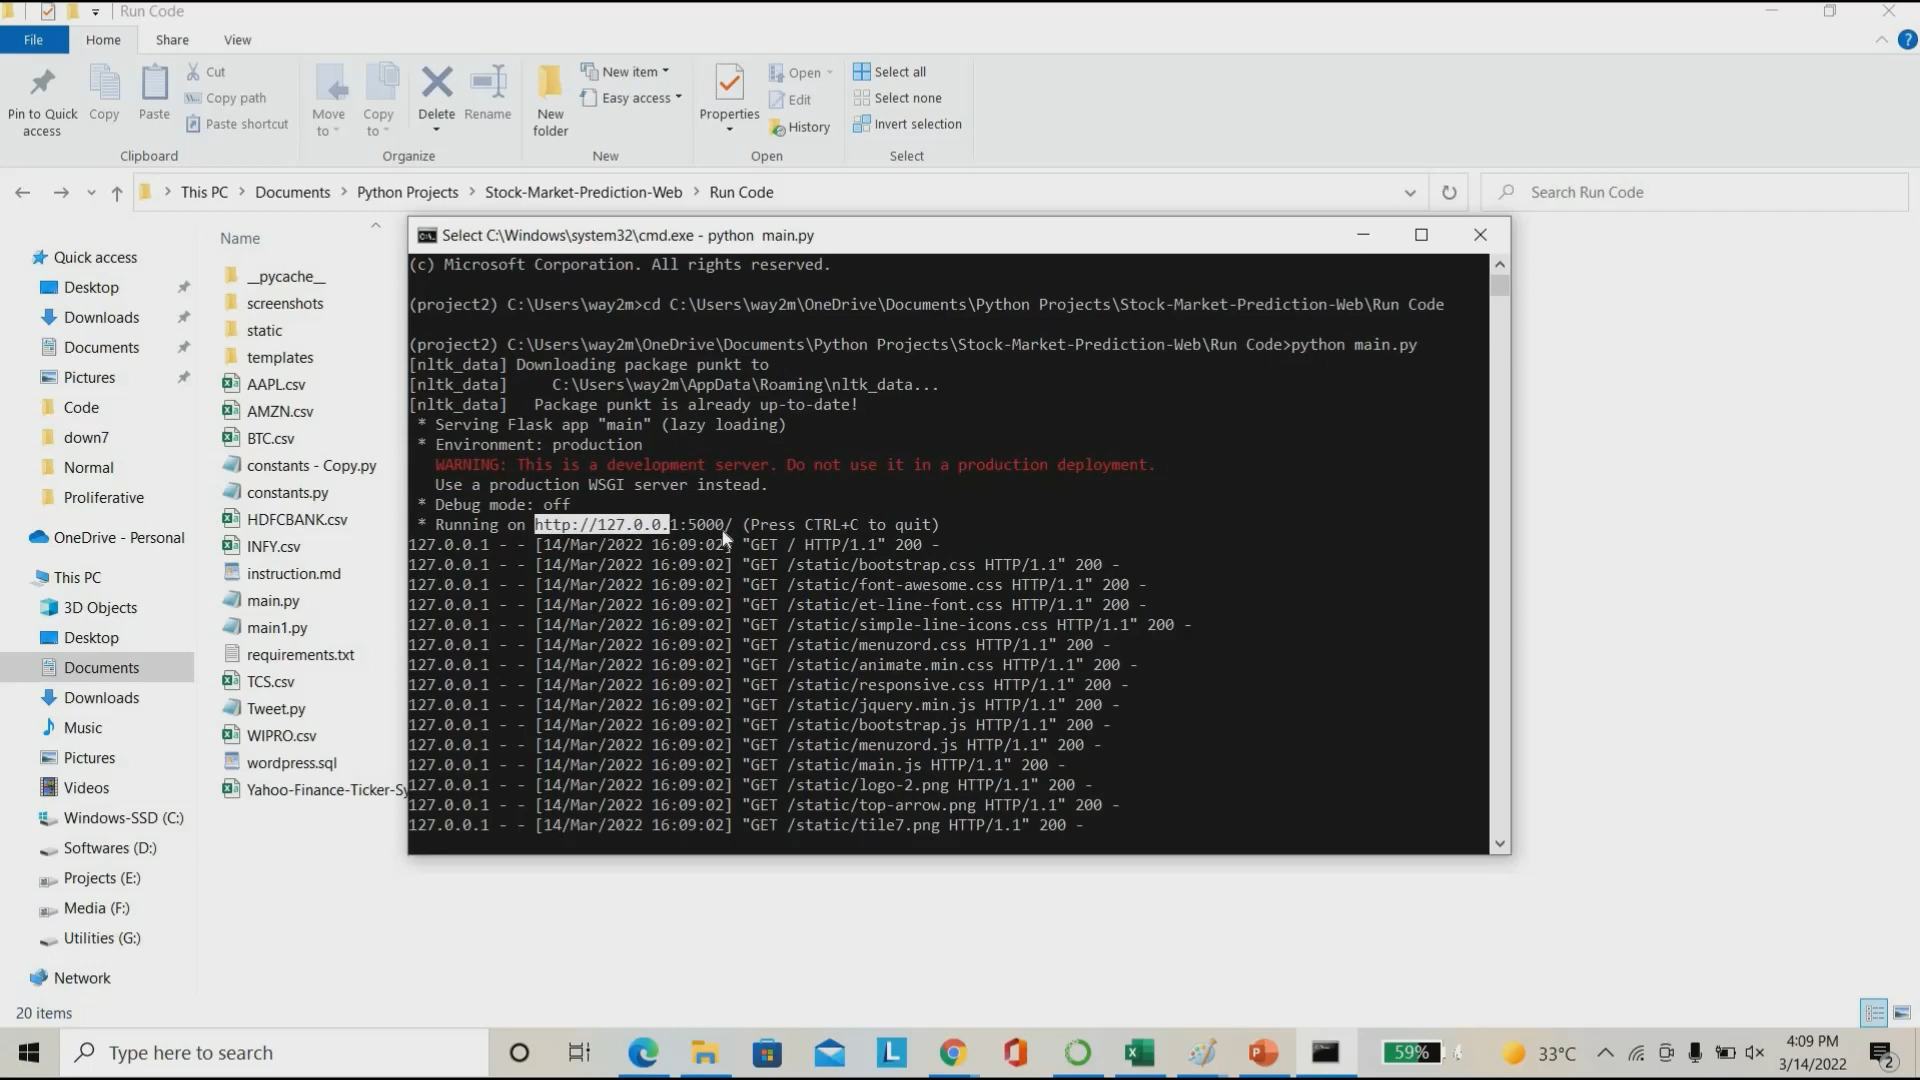 Run Code
File
Home
Share
View
Pin to Quick access
Copy
Paste
Cut
Copy path
Paste shortcut
Clipboard
Move to
Copy to
Delete
Rename
Organize
New folder
New item
Easy access
New
Properties
Open
Edit
History
Open
Select all
Select none
Invert selection
Select
This PC > Documents > Python Projects > Stock-Market-Prediction-Web > Run Code
Search Run Code
Quick access
Desktop
Downloads
Documents
Pictures
Code
down7
Normal
Proliferative
OneDrive - Personal
This PC
3D Objects
Desktop
Documents
Downloads
Music
Pictures
Videos
Windows-SSD (C:)
Softwares (D:)
Projects (E:)
Media (F:)
Utilities (G:)
Network
Name
__pycache__
screenshots
static
templates
AAPL.csv
AMZN.csv
BTC.csv
constants - Copy.py
constants.py
HDFCBANK.csv
INFY.csv
instruction.md
main.py
main1.py
requirements.txt
TCS.csv
Tweet.py
WIPRO.csv
wordpress.sql
Yahoo-Finance-Ticker-Sy
Select C:\Windows\system32\cmd.exe - python  main.py
(c) Microsoft Corporation. All rights reserved.
(project2) C:\Users\way2m>cd C:\Users\way2m\OneDrive\Documents\Python Projects\Stock-Market-Prediction-Web\Run Code
(project2) C:\Users\way2m\OneDrive\Documents\Python Projects\Stock-Market-Prediction-Web\Run Code>python main.py
[nltk_data] Downloading package punkt to
[nltk_data]     C:\Users\way2m\AppData\Roaming\nltk_data...
[nltk_data]   Package punkt is already up-to-date!
* Serving Flask app "main" (lazy loading)
* Environment: production
WARNING: This is a development server. Do not use it in a production deployment.
Use a production WSGI server instead.
* Debug mode: off
* Running on http://127.0.0.1:5000/ (Press CTRL+C to quit)
127.0.0.1 - - [14/Mar/2022 16:09:02] "GET / HTTP/1.1" 200 -
127.0.0.1 - - [14/Mar/2022 16:09:02] "GET /static/bootstrap.css HTTP/1.1" 200 -
127.0.0.1 - - [14/Mar/2022 16:09:02] "GET /static/font-awesome.css HTTP/1.1" 200 -
127.0.0.1 - - [14/Mar/2022 16:09:02] "GET /static/et-line-font.css HTTP/1.1" 200 -
127.0.0.1 - - [14/Mar/2022 16:09:02] "GET /static/simple-line-icons.css HTTP/1.1" 200 -
127.0.0.1 - - [14/Mar/2022 16:09:02] "GET /static/menuzord.css HTTP/1.1" 200 -
127.0.0.1 - - [14/Mar/2022 16:09:02] "GET /static/animate.min.css HTTP/1.1" 200 -
127.0.0.1 - - [14/Mar/2022 16:09:02] "GET /static/responsive.css HTTP/1.1" 200 -
127.0.0.1 - - [14/Mar/2022 16:09:02] "GET /static/jquery.min.js HTTP/1.1" 200 -
127.0.0.1 - - [14/Mar/2022 16:09:02] "GET /static/bootstrap.js HTTP/1.1" 200 -
127.0.0.1 - - [14/Mar/2022 16:09:02] "GET /static/menuzord.js HTTP/1.1" 200 -
127.0.0.1 - - [14/Mar/2022 16:09:02] "GET /static/main.js HTTP/1.1" 200 -
127.0.0.1 - - [14/Mar/2022 16:09:02] "GET /static/logo-2.png HTTP/1.1" 200 -
127.0.0.1 - - [14/Mar/2022 16:09:02] "GET /static/top-arrow.png HTTP/1.1" 200 -
127.0.0.1 - - [14/Mar/2022 16:09:02] "GET /static/tile7.png HTTP/1.1" 200 -
20 items
Type here to search
L
59%
33°C
4:09 PM
3/14/2022
2